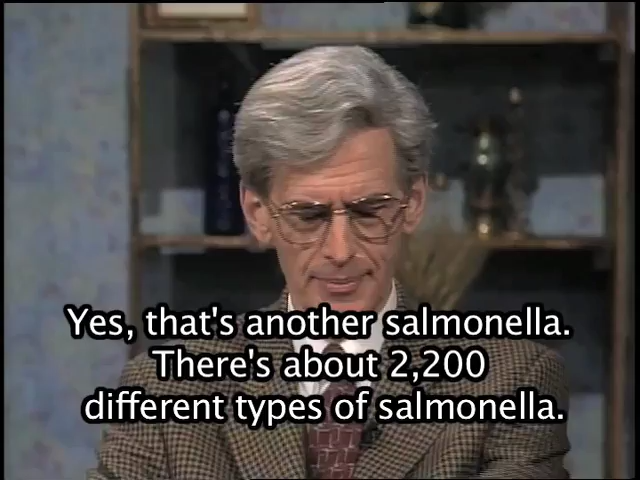 Yes, that's another salmonella.
There's about 2,200
different types of salmonella.